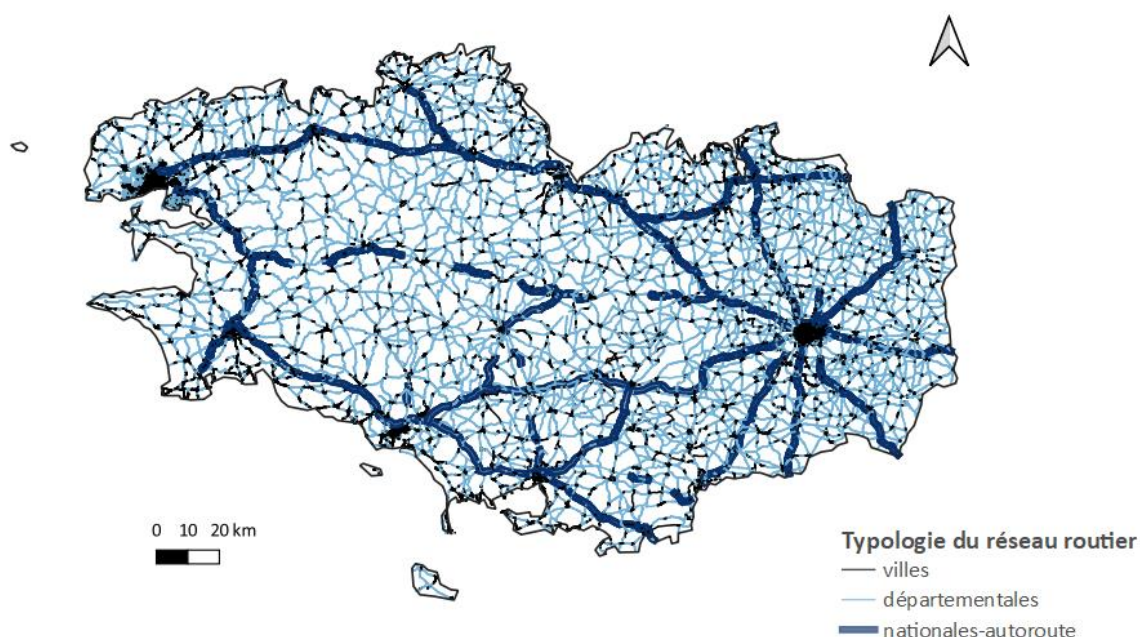 0 10 20 km
Typologie du réseau routier
villes
départementales
nationales-autoroute